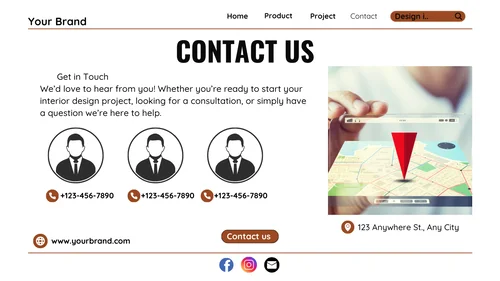 Your Brand
Home Product Project Contact Design i..
CONTACT US
Get in Touch
We'd love to hear from you! Whether you're ready to start your
interior design project, looking for a consultation, or simply have
a question we're here to help.
+123-456-7890 +123-456-7890 +123-456-7890
123 Anywhere St., Any City
www.yourbrand.com
Contact us